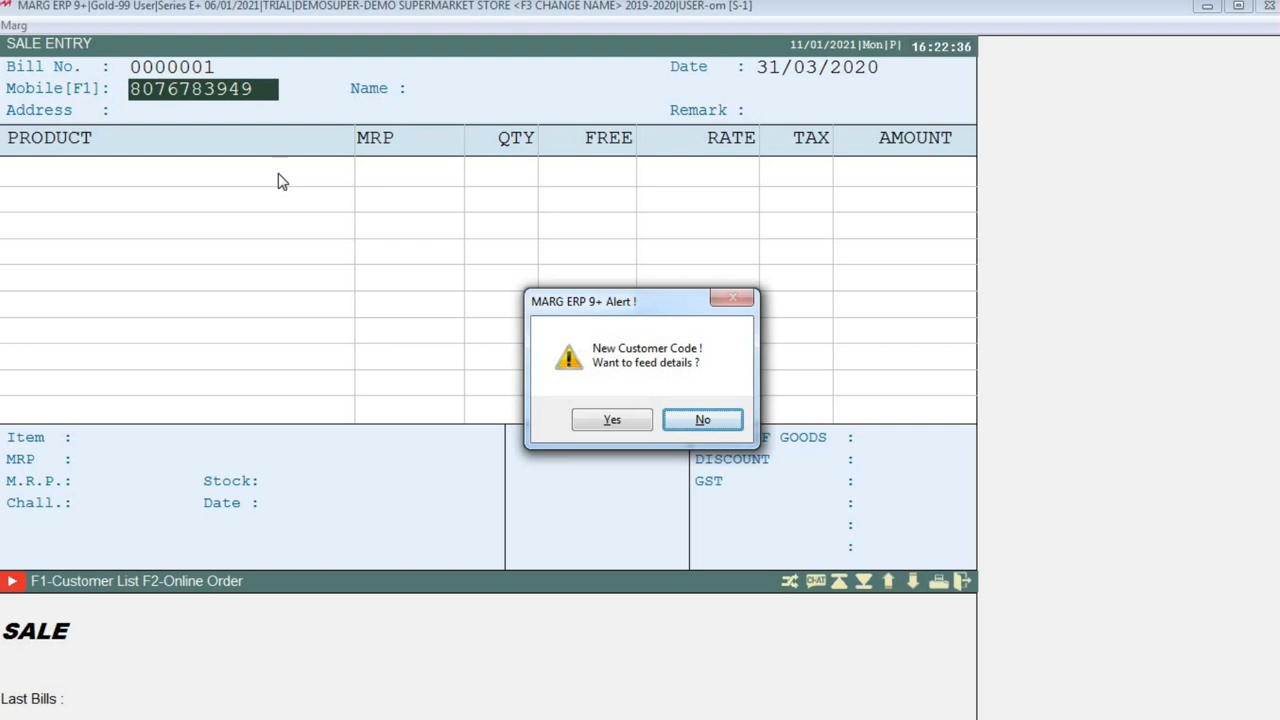 MARG ERP 9+|Gold-99 User|Series E+ 06/01/2021|TRIAL|DEMOSUPER-DEMO SUPERMARKET STORE <F3 CHANGE NAME> 2019-2020|USER-om [S-1]
Marg
SALE ENTRY 11/01/2021|Mon|P| 16:22:36
Bill No. : 0000001 Date : 31/03/2020
Mobile[F1]: 8076783949 Name :
Address : Remark :
PRODUCT MRP QTY FREE RATE TAX AMOUNT
MARG ERP 9+ Alert !
New Customer Code !
Want to feed details ?
Yes No
Item : F GOODS :
MRP : DISCOUNT :
M.R.P.: Stock: GST :
Chall.: Date : :
:
:
F1-Customer List F2-Online Order CHAT
SALE
Last Bills :